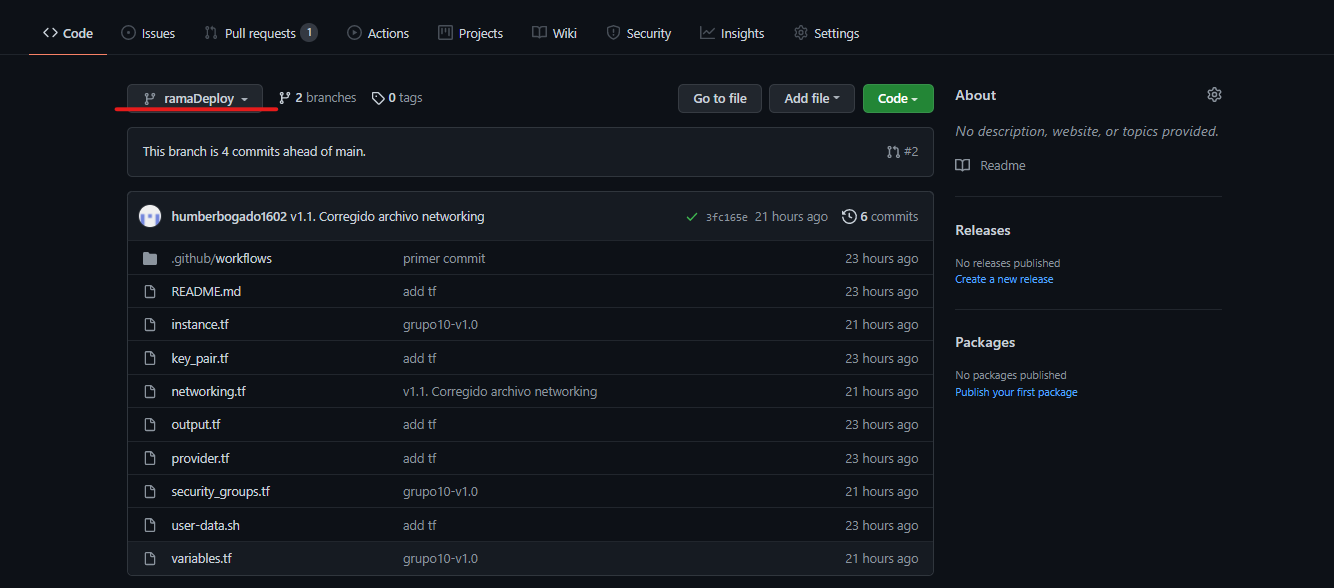 Code Issues Pull requests 1 Actions Projects Wiki Security Insights Settings
ramaDeploy 2 branches 0 tags Go to file Add file Code
This branch is 4 commits ahead of main. #2
humberbogado1602 v1.1. Corregido archivo networking 3fc165e 21 hours ago 6 commits
.github/workflows primer commit 23 hours ago
README.md add tf 23 hours ago
instance.tf grupo10-v1.0 21 hours ago
key_pair.tf add tf 23 hours ago
networking.tf v1.1. Corregido archivo networking 21 hours ago
output.tf add tf 23 hours ago
provider.tf add tf 23 hours ago
security_groups.tf grupo10-v1.0 21 hours ago
user-data.sh add tf 23 hours ago
variables.tf grupo10-v1.0 21 hours ago
About
No description, website, or topics provided.
Readme
Releases
No releases published
Create a new release
Packages
No packages published
Publish your first package